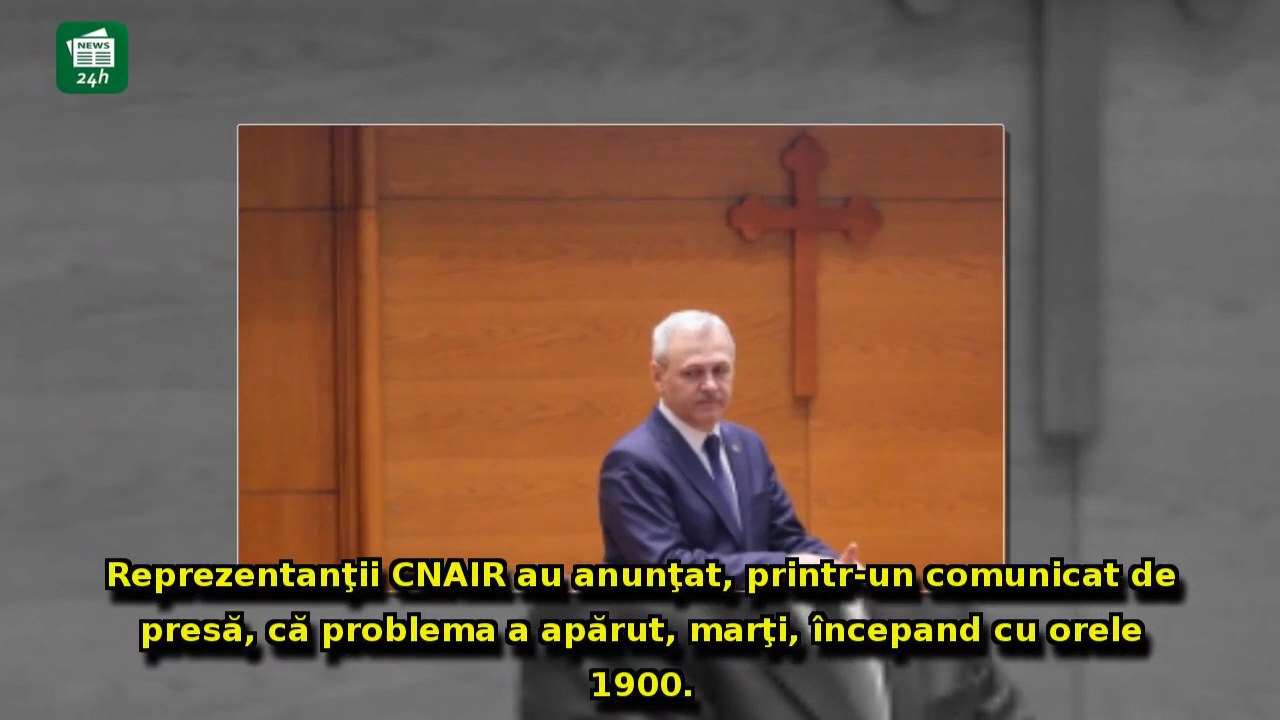 NEWS
24h
Reprezentanţii CNAIR au anunţat, printr-un comunicat de
presă, că problema a apărut, marţi, începand cu orele
1900.